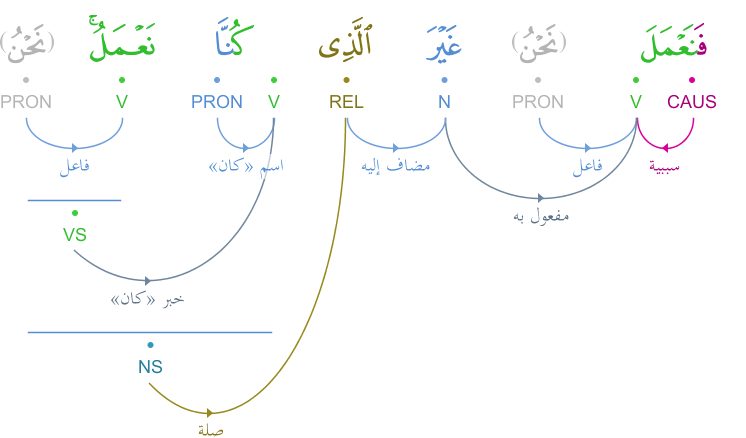 فَنَعْمَلَ (نَحْنُ) غَيْرَ ٱلَّذِى كُنَّا نَعْمَلُ ۚ (نَحْنُ)
CAUS V PRON N REL V PRON V PRON
سببية فاعل مضاف إليه اسم «كان» فاعل
مفعول به
VS
خبر «كان»
NS
صلة